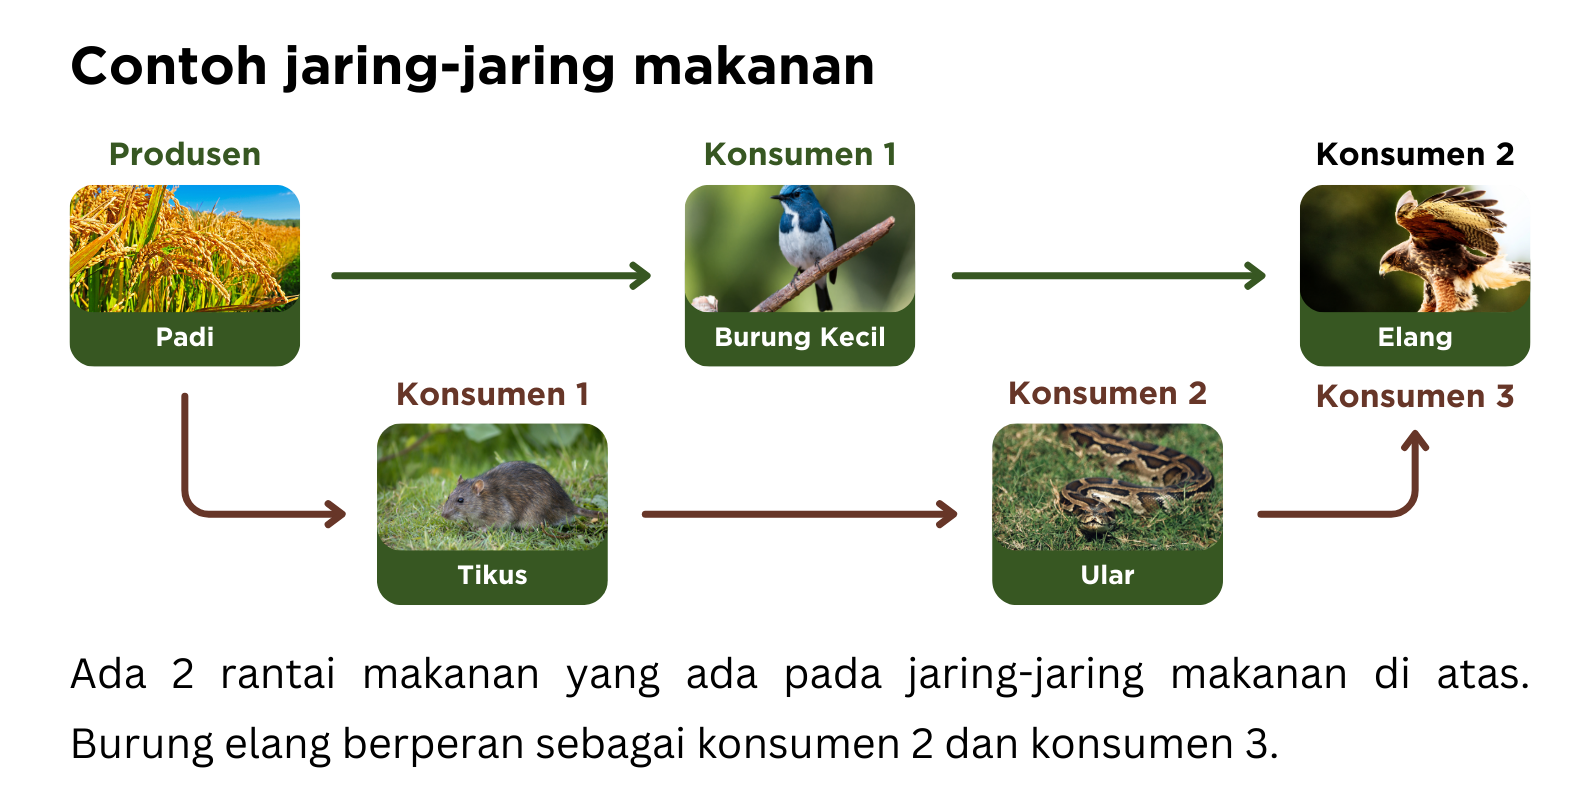 Contoh jaring-jaring makanan
Produsen
Konsumen 1
Konsumen 2
Padi
Burung Kecil
Elang
Konsumen 1
Konsumen 2
Konsumen 3
Tikus
Ular
Ada 2 rantai makanan yang ada pada jaring-jaring makanan di atas.
Burung elang berperan sebagai konsumen 2 dan konsumen 3.